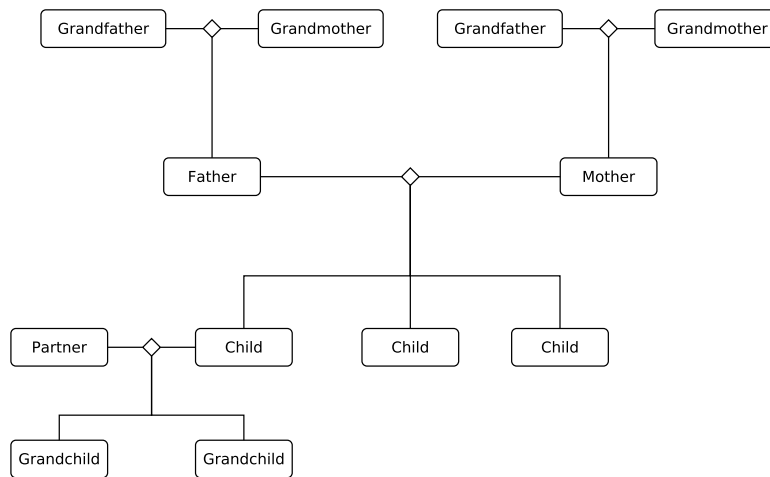 Grandfather
Grandmother
Grandfather
Grandmother
Father
Mother
Partner
Child
Child
Child
Grandchild
Grandchild